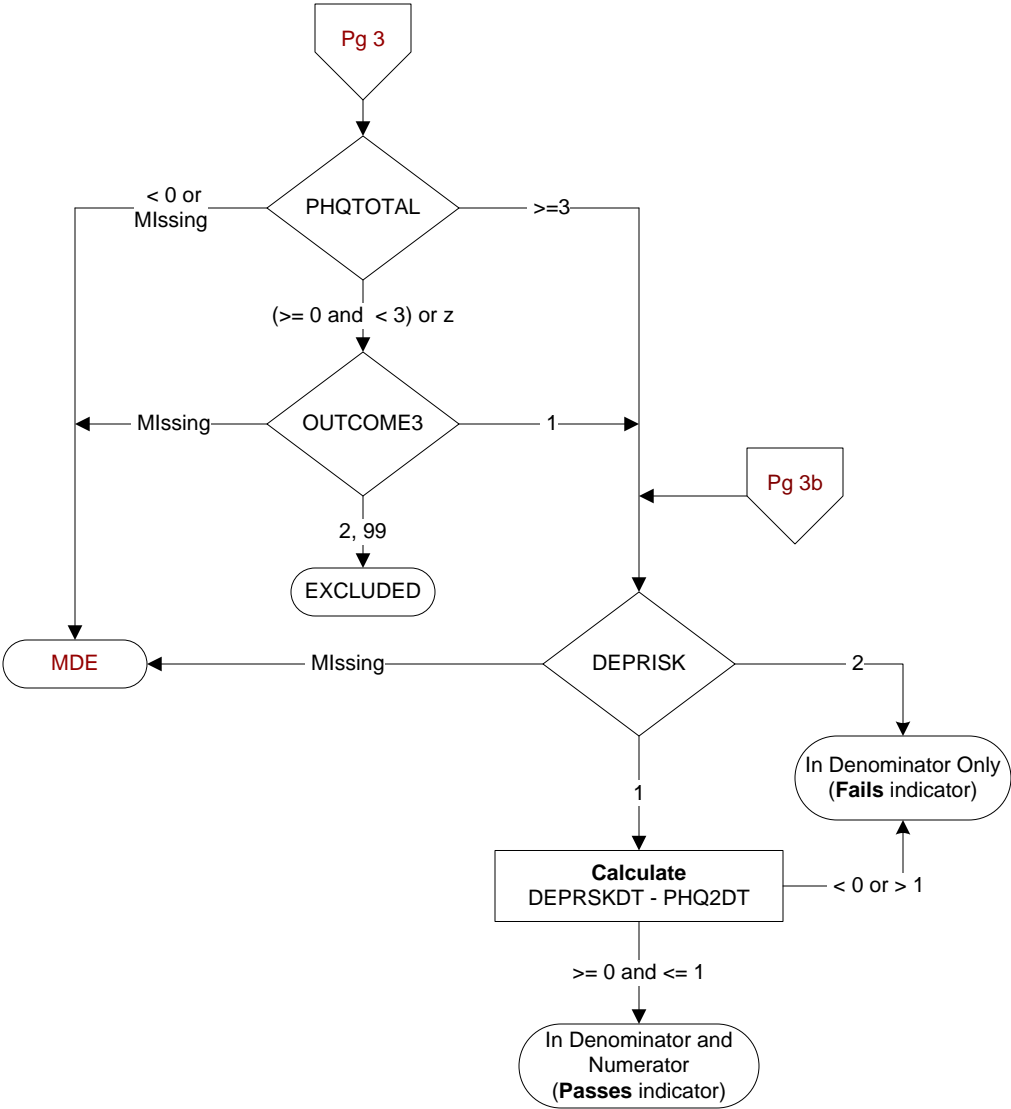 Pg 3
< 0 or
MIssing
PHQTOTAL
>=3
(>= 0 and < 3) or z
MIssing
OUTCOME3
1
Pg 3b
2, 99
EXCLUDED
MDE
MIssing
DEPRISK
2
In Denominator Only
(Fails indicator)
1
Calculate
DEPRSKDT - PHQ2DT
< 0 or > 1
>= 0 and <= 1
In Denominator and
Numerator
(Passes indicator)